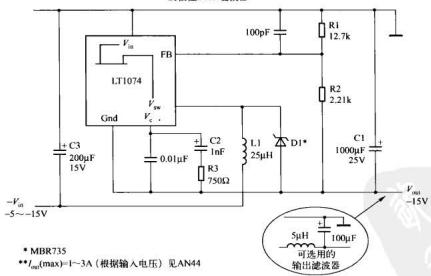 100pF
R1
12.7k
Vin
FB
LT1074
R2
2.21k
Vsw
Gnd
Vc
C3
200μF
15V
C2
1nF
0.01μF
R3
750Ω
L1
25μH
D1*
C1
1000μF
25V
-Vin
-5~-15V
Vout
-15V
5μH
100μF
可选用的
输出滤波器
* MBR735
**Iout(max)=1~3A（根据输入电压）见AN44